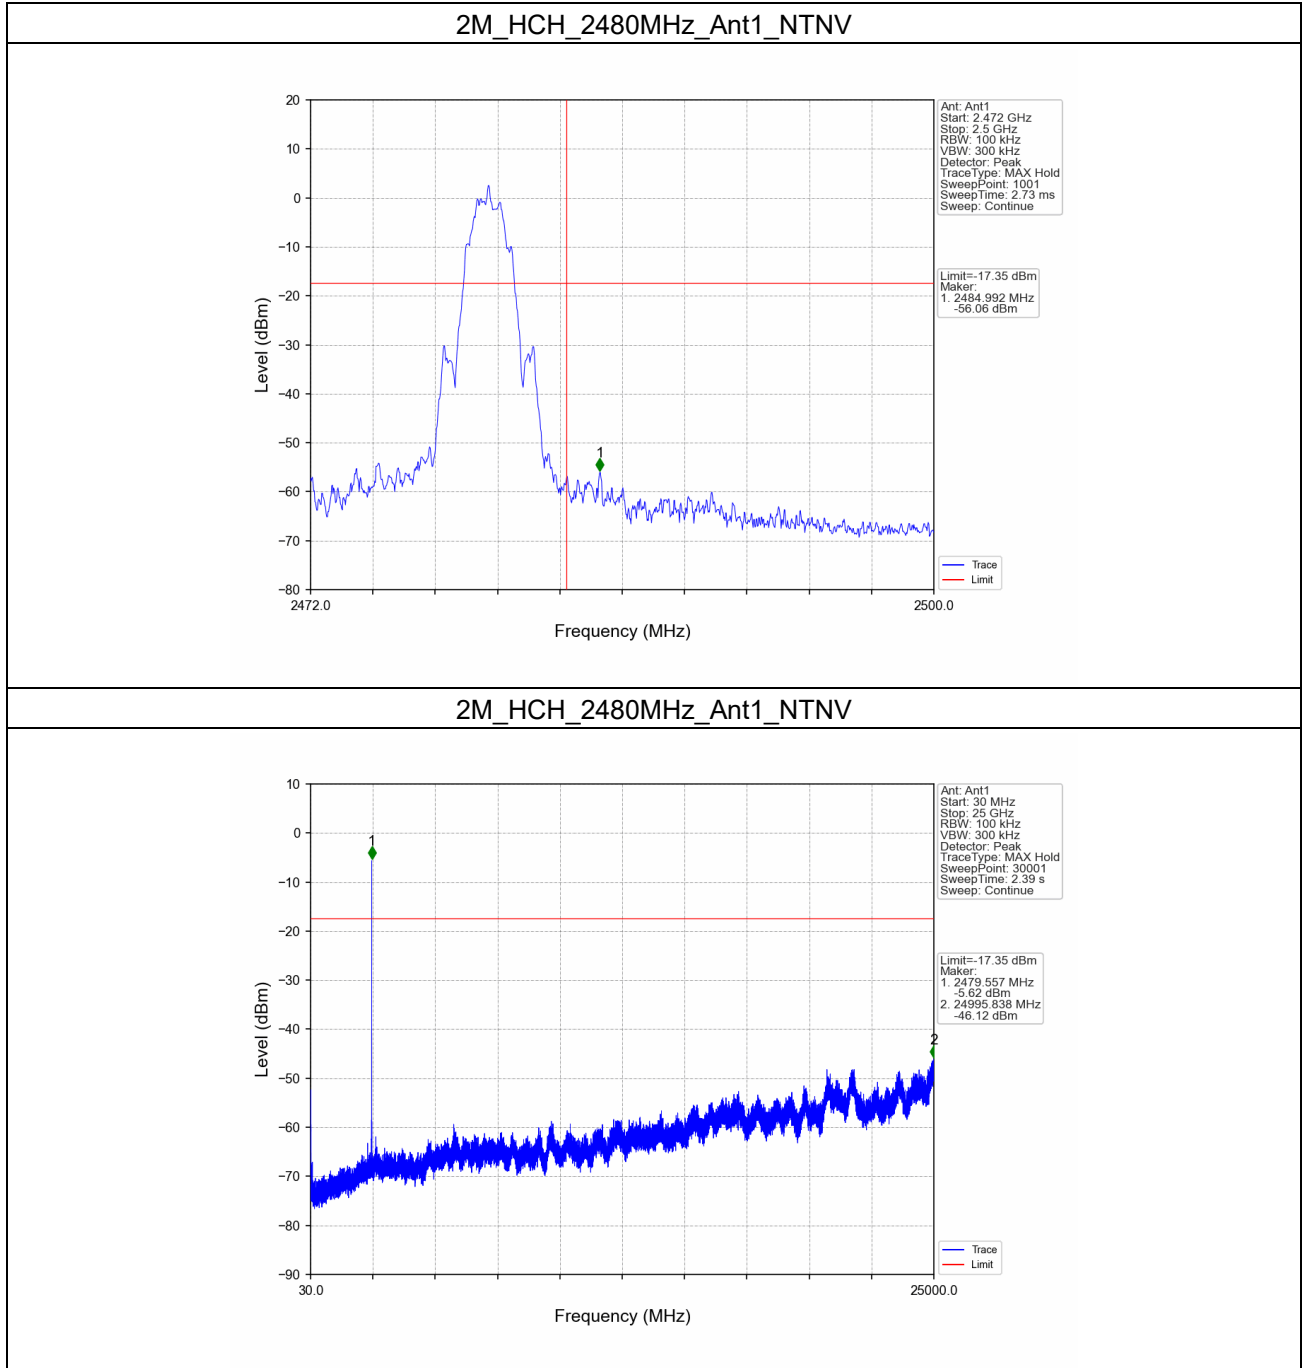 2M_HCH_2480MHz_Ant1_NTNV
20
10
0
−10
−20
−30
−40
−50
−60
−70
−80
Level (dBm)
1
2472.0
2500.0
Frequency (MHz)
Ant: Ant1
Start: 2.472 GHz
Stop: 2.5 GHz
RBW: 100 kHz
VBW: 300 kHz
Detector: Peak
TraceType: MAX Hold
SweepPoint: 1001
SweepTime: 2.73 ms
Sweep: Continue
Limit=-17.35 dBm
Maker:
1. 2484.992 MHz
-56.06 dBm
Trace
Limit
2M_HCH_2480MHz_Ant1_NTNV
10
0
−10
−20
−30
−40
−50
−60
−70
−80
−90
Level (dBm)
1
2
30.0
25000.0
Frequency (MHz)
Ant: Ant1
Start: 30 MHz
Stop: 25 GHz
RBW: 100 kHz
VBW: 300 kHz
Detector: Peak
TraceType: MAX Hold
SweepPoint: 30001
SweepTime: 2.39 s
Sweep: Continue
Limit=-17.35 dBm
Maker:
1. 2479.557 MHz
-5.62 dBm
2. 24995.838 MHz
-46.12 dBm
Trace
Limit